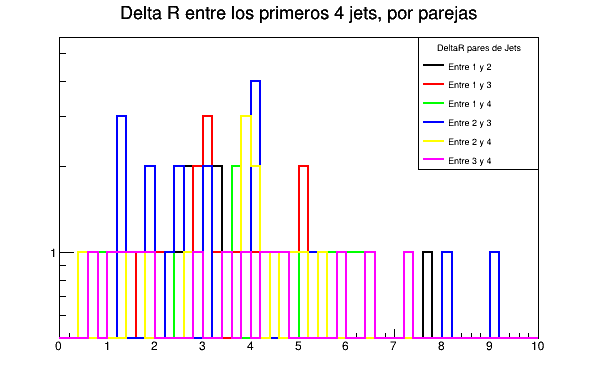 Delta R entre los primeros 4 jets, por parejas
DeltaR pares de Jets
Entre 1 y 2
Entre 1 y 3
Entre 1 y 4
Entre 2 y 3
Entre 2 y 4
Entre 3 y 4
1
0 1 2 3 4 5 6 7 8 9 10